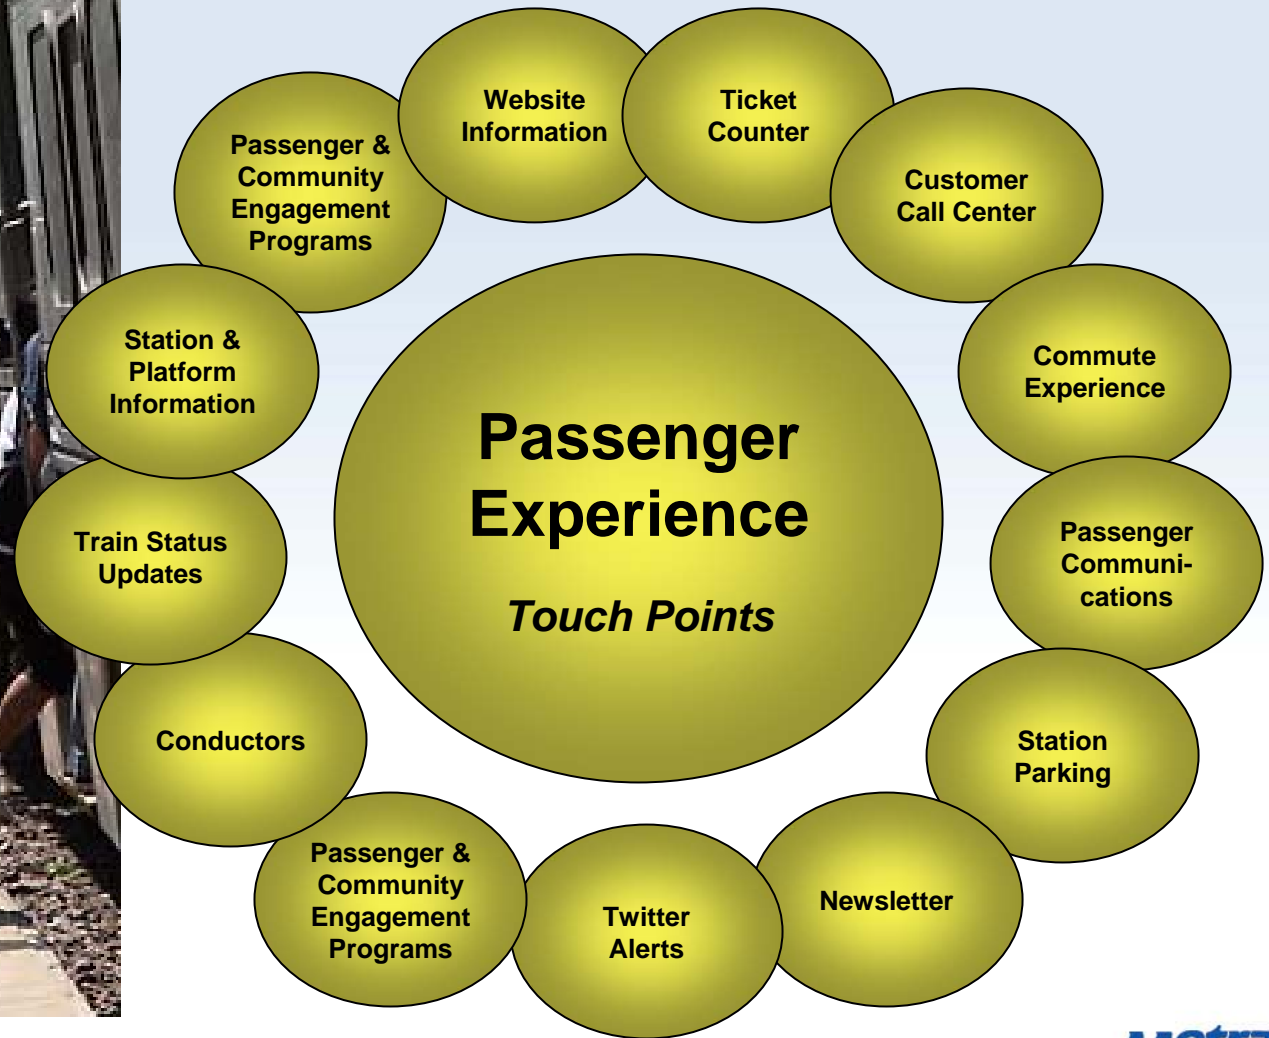 Website
Information
Ticket
Counter
Passenger &
Community
Engagement
Programs
Customer
Call Center
Station &
Platform
Information
Commute
Experience
Passenger
Experience
Touch Points
Train Status
Updates
Passenger
Communi-
cations
Conductors
Station
Parking
Passenger &
Community
Engagement
Programs
Twitter
Alerts
Newsletter